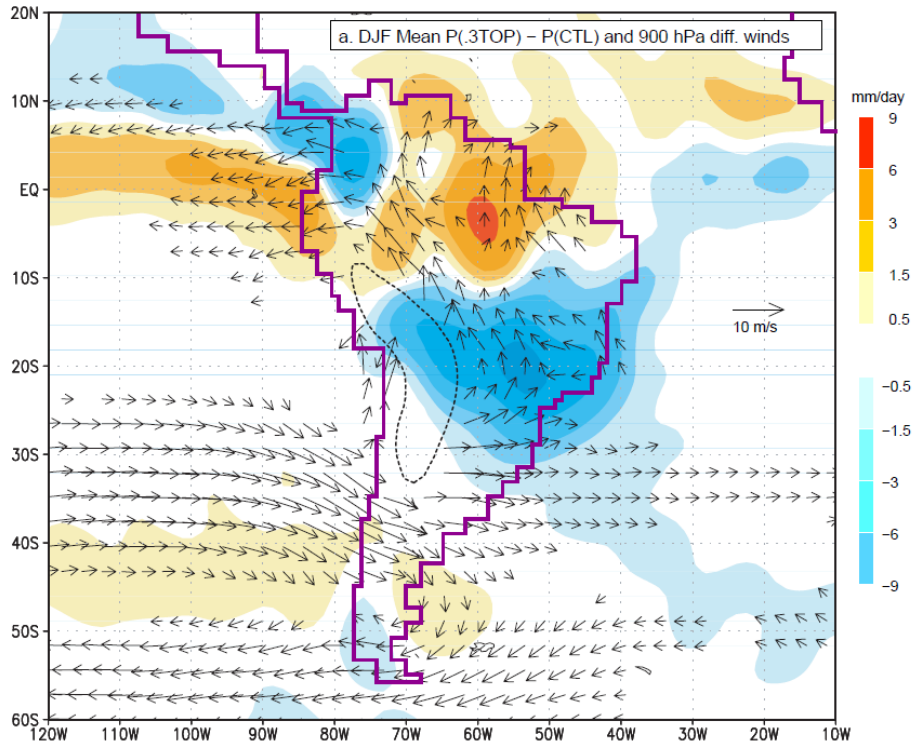 a. DJF Mean P(.3TOP) − P(CTL) and 900 hPa diff. winds
20N
10N
EQ
10S
20S
30S
40S
50S
60S
120W 110W 100W 90W 80W 70W 60W 50W 40W 30W 20W 10W
10 m/s
mm/day
9
6
3
1.5
0.5
−0.5
−1.5
−3
−6
−9